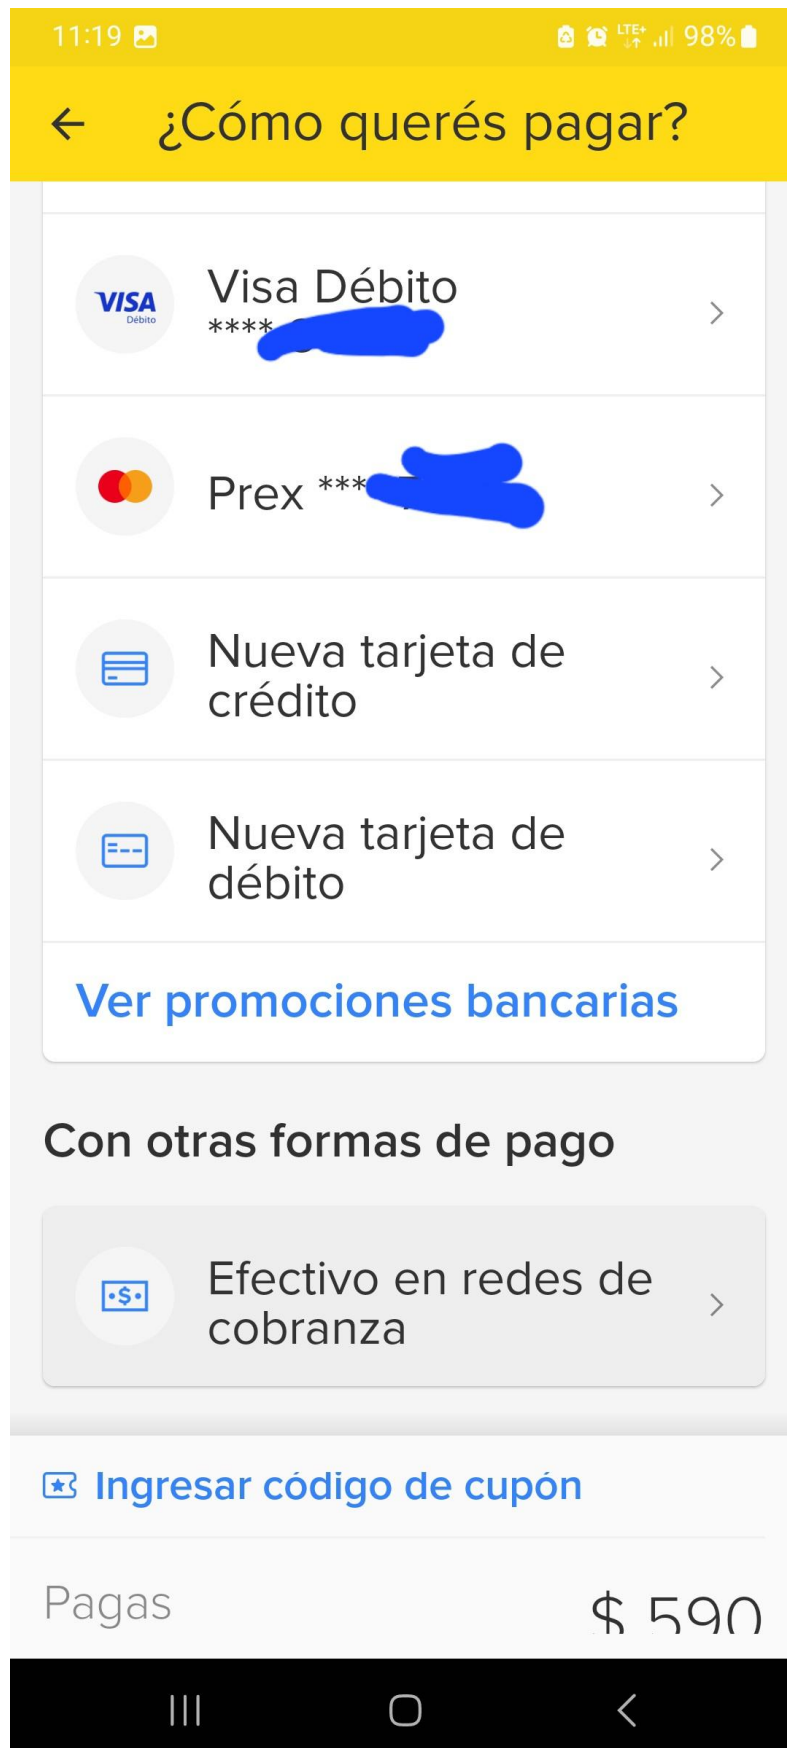 11:19 LTE+ 98%
¿Cómo querés pagar?
VISA
Débito
Visa Débito
****
Prex ***
Nueva tarjeta de
crédito
Nueva tarjeta de
débito
Ver promociones bancarias
Con otras formas de pago
Efectivo en redes de
cobranza
Ingresar código de cupón
Pagas $ 590